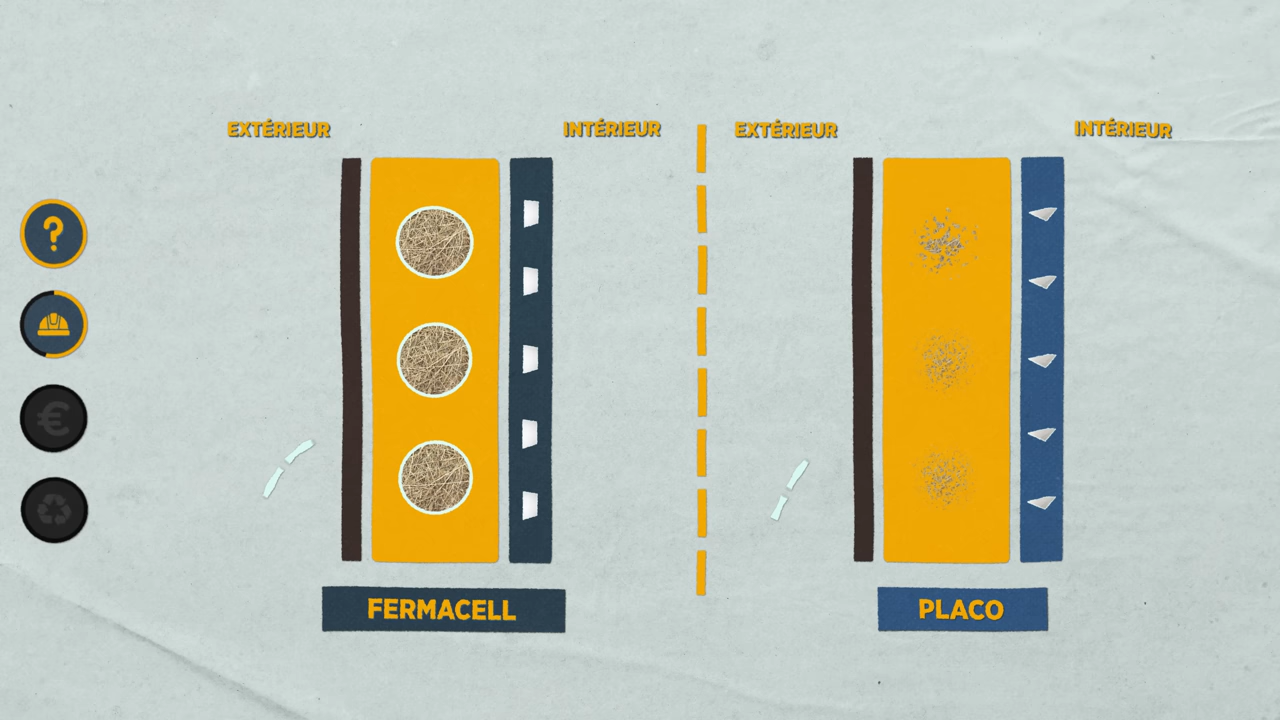 EXTÉRIEUR
INTÉRIEUR
EXTÉRIEUR
INTÉRIEUR
?
€
FERMACELL
PLACO